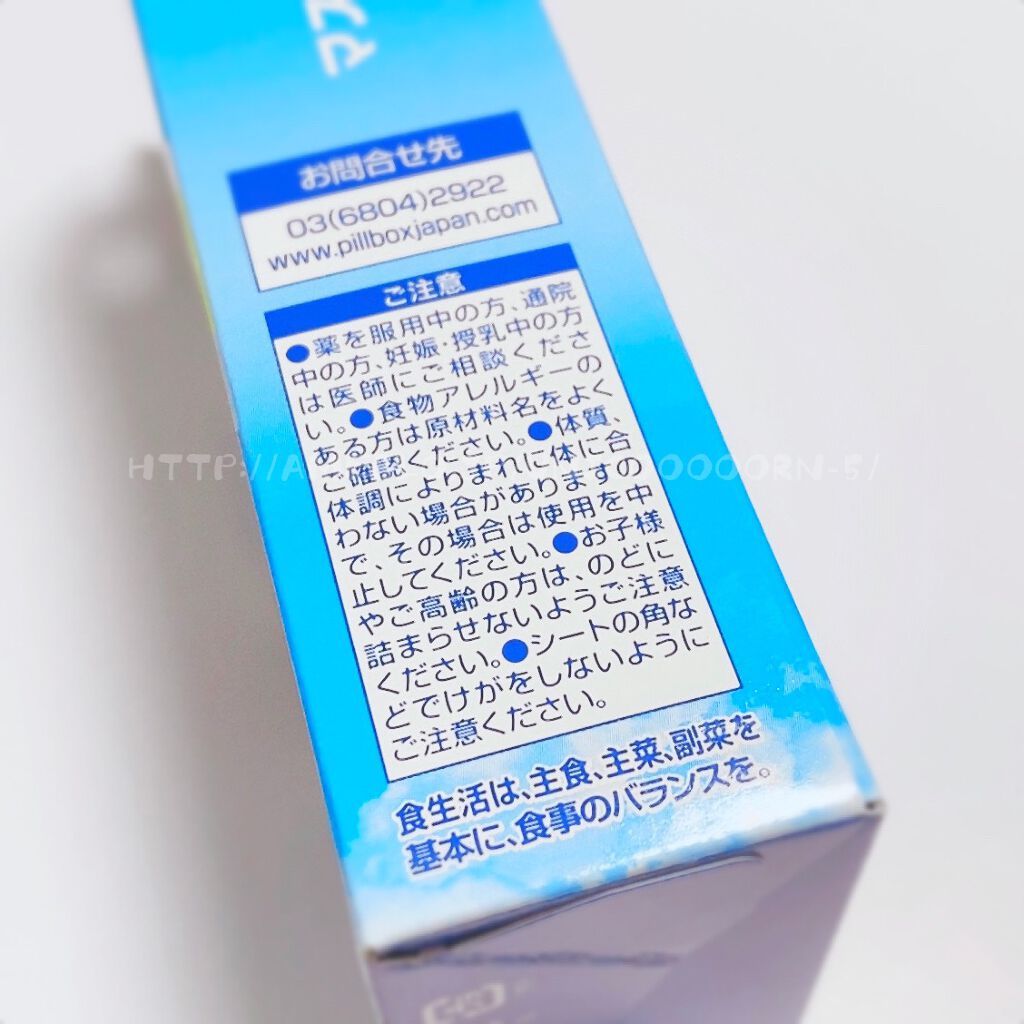 お問合せ先
03(6804)2922
www.pillboxjapan.com
ご注意
●薬を服用中の方、通院
中の方、妊娠・授乳中の方
は医師にご相談くださ
い。●食物アレルギーの
ある方は原材料名をよく
ご確認ください。●体質、
体調によりまれに体に合
わない場合がありますの
で、その場合は使用を中
止してください。●お子様
やご高齢の方は、のどに
詰まらせないようご注意
ください。●シートの角な
どでけがをしないように
ご注意ください。
食生活は、主食、主菜、副菜を
基本に、食事のバランスを。